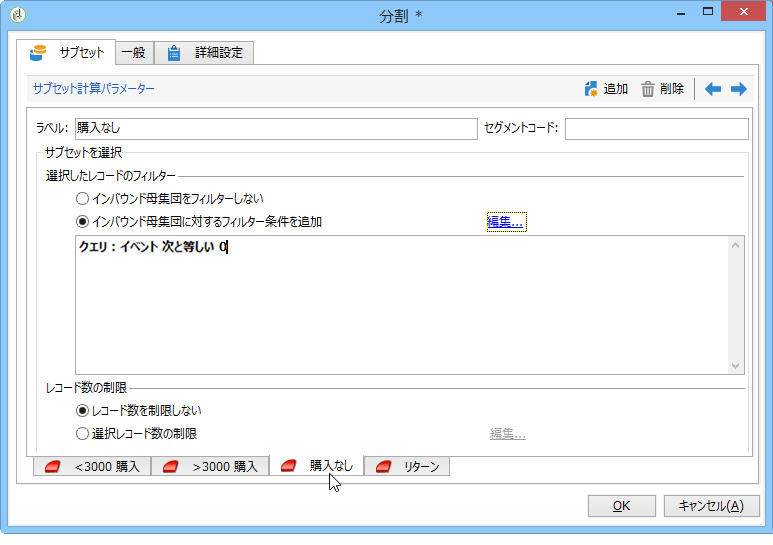 分割 *
サブセット 一般 詳細設定
サブセット計算パラメーター 追加 削除
ラベル: 購入なし セグメントコード:
サブセットを選択
選択したレコードのフィルター
インバウンド母集団をフィルターしない
インバウンド母集団に対するフィルター条件を追加 編集...
クエリ : イベント 次と等しい 0
レコード数の制限
レコード数を制限しない
選択レコード数の制限 編集...
<3000 購入 >3000 購入 購入なし リターン
OK キャンセル(A)